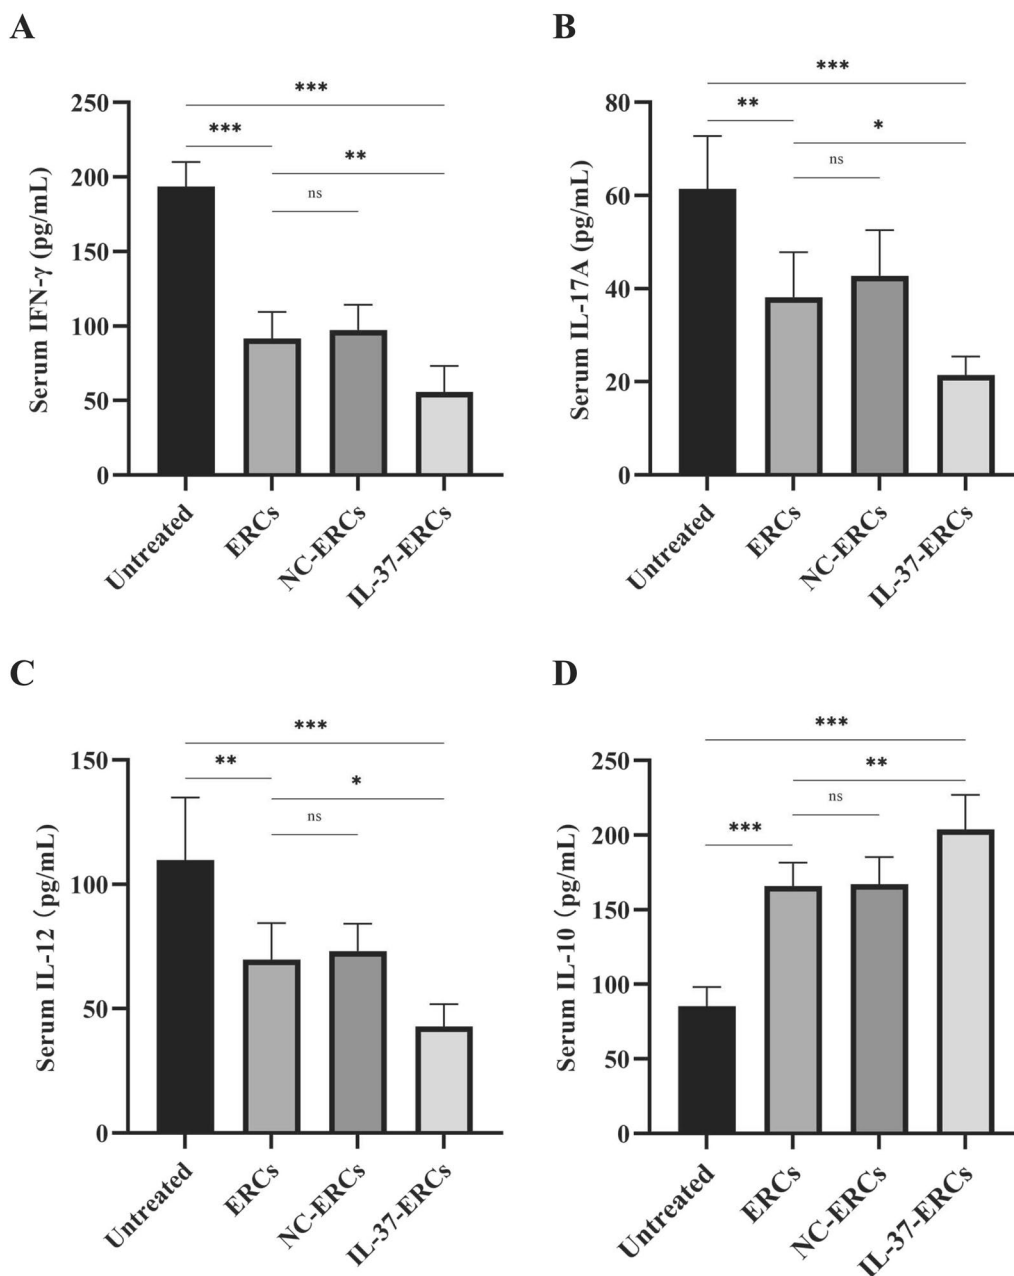 A
***
***
**
ns
250
200
150
100
50
0
Serum IFN-γ (pg/mL)
Untreated
ERCs
NC-ERCs
IL-37-ERCs
B
***
**
*
ns
80
60
40
20
0
Serum IL-17A (pg/mL)
Untreated
ERCs
NC-ERCs
IL-37-ERCs
C
***
**
*
ns
150
100
50
0
Serum IL-12 (pg/mL)
Untreated
ERCs
NC-ERCs
IL-37-ERCs
D
***
**
ns
***
250
200
150
100
50
0
Serum IL-10 (pg/mL)
Untreated
ERCs
NC-ERCs
IL-37-ERCs